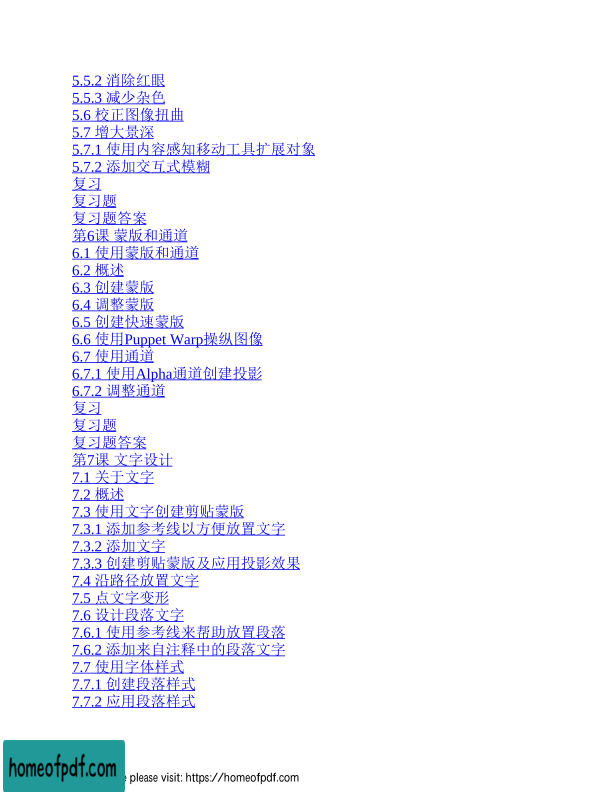 5.5.2 消除红眼
5.5.3 减少杂色
5.6 校正图像扭曲
5.7 增大景深
5.7.1 使用内容感知移动工具扩展对象
5.7.2 添加交互式模糊
复习
复习题
复习题答案
第6课 蒙版和通道
6.1 使用蒙版和通道
6.2 概述
6.3 创建蒙版
6.4 调整蒙版
6.5 创建快速蒙版
6.6 使用Puppet Warp操纵图像
6.7 使用通道
6.7.1 使用Alpha通道创建投影
6.7.2 调整通道
复习
复习题
复习题答案
第7课 文字设计
7.1 关于文字
7.2 概述
7.3 使用文字创建剪贴蒙版
7.3.1 添加参考线以方便放置文字
7.3.2 添加文字
7.3.3 创建剪贴蒙版及应用投影效果
7.4 沿路径放置文字
7.5 点文字变形
7.6 设计段落文字
7.6.1 使用参考线来帮助放置段落
7.6.2 添加来自注释中的段落文字
7.7 使用字体样式
7.7.1 创建段落样式
7.7.2 应用段落样式
homeofpdf.com
please visit: https://homeofpdf.com